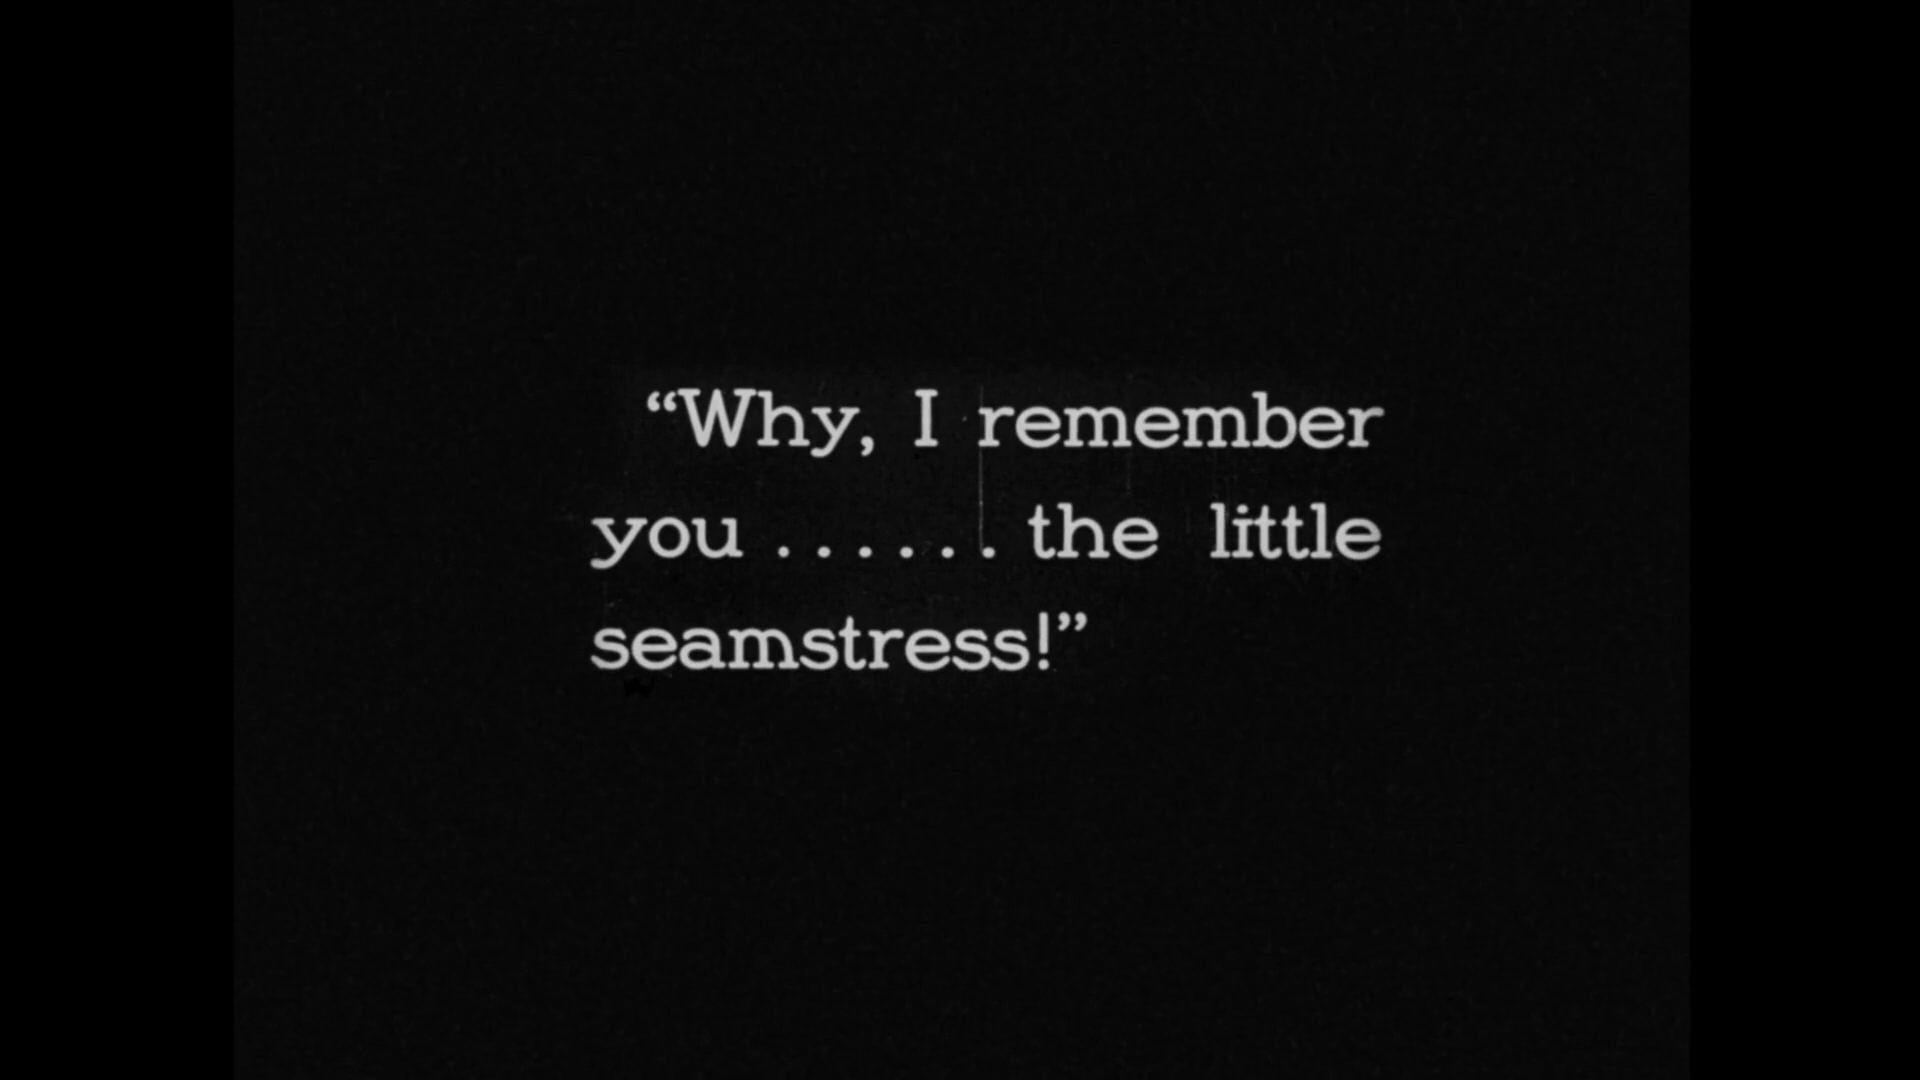 “Why, I remember
you ...... the little
seamstress!”